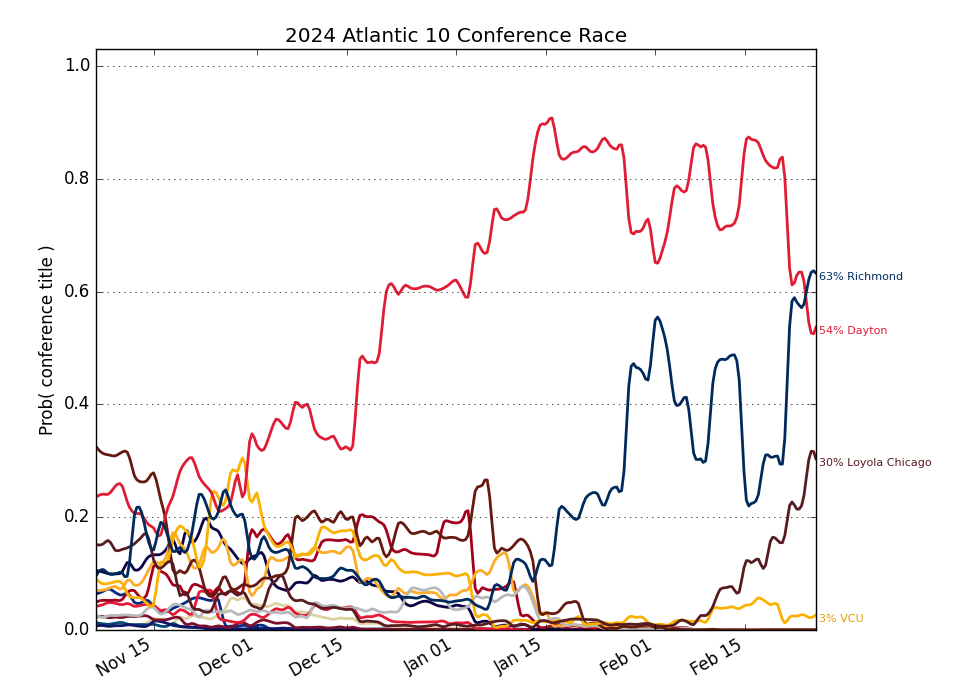 2024 Atlantic 10 Conference Race
Prob( conference title )
1.0
0.8
0.6
0.4
0.2
0.0
63% Richmond
54% Dayton
30% Loyola Chicago
3% VCU
Nov 15
Dec 01
Dec 15
Jan 01
Jan 15
Feb 01
Feb 15